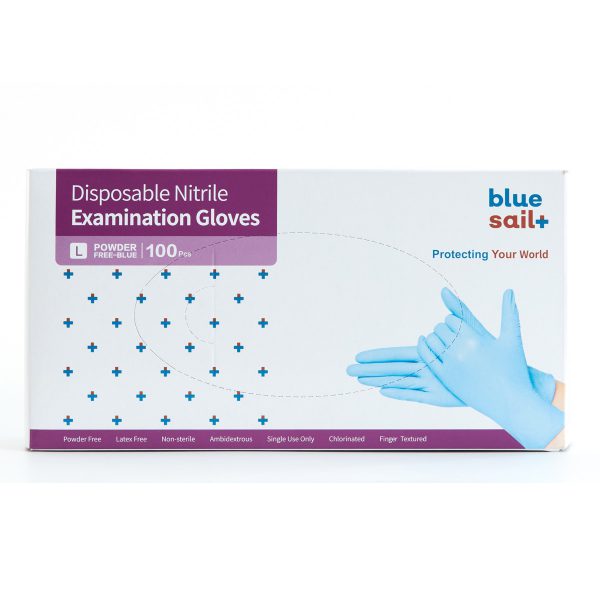 Disposable Nitrile
Examination Gloves
L POWDER FREE-BLUE 100 Pcs
blue
sail+
Protecting Your World
Powder Free Latex Free Non-sterile Ambidextrous Single Use Only Chlorinated Finger Textured